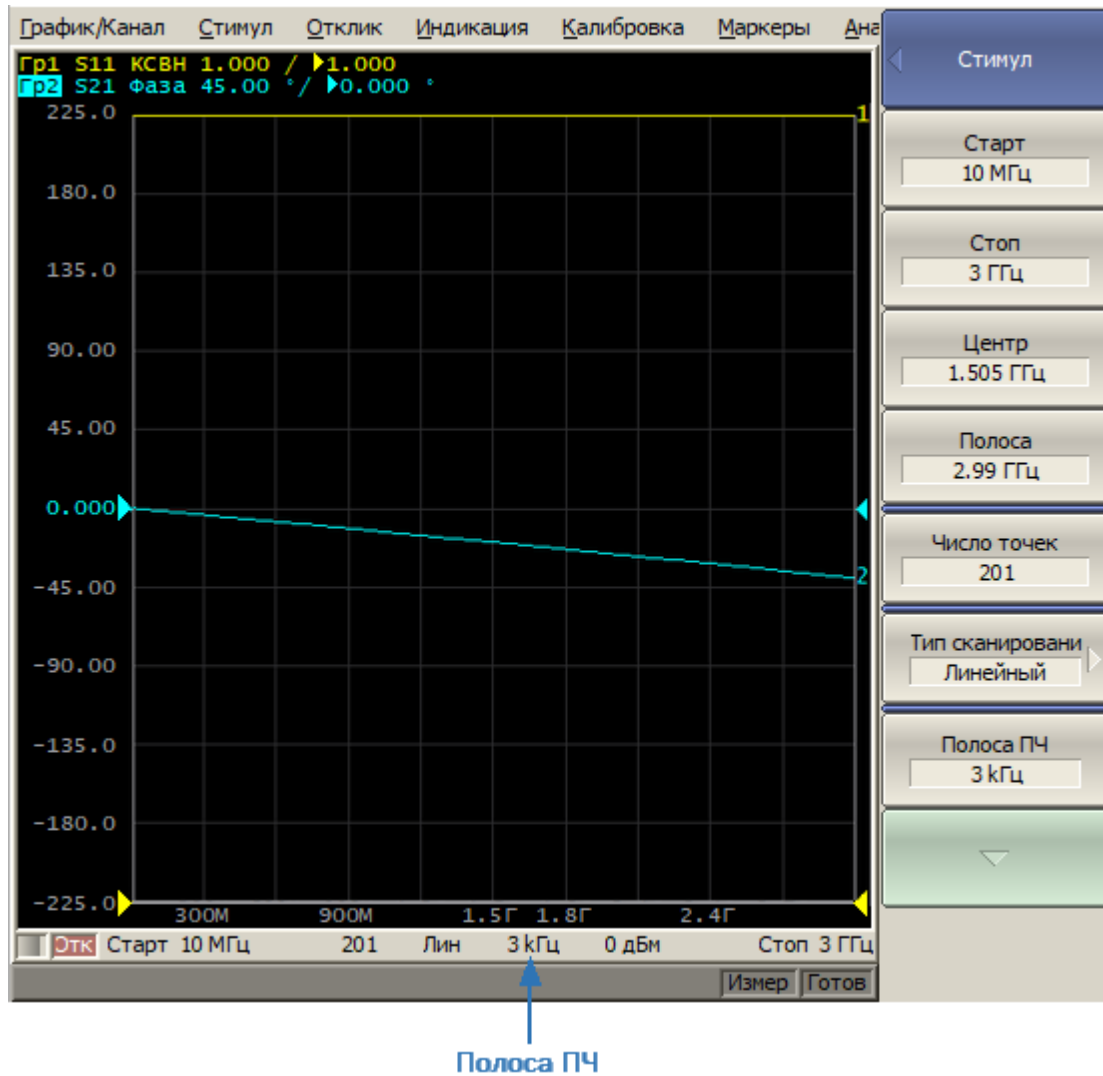 График/Канал Стимул Отклик Индикация Калибровка Маркеры Ана
Гр1 S11 КСВН 1.000 / 1.000
Гр2 S21 Фаза 45.00 °/ 0.000 °
225.0
180.0
135.0
90.00
45.00
0.000
-45.00
-90.00
-135.0
-180.0
-225.0
1
2
300М 900М 1.5Г 1.8Г 2.4Г
Отк Старт 10 МГц 201 Лин 3 kГц 0 дБм Стоп 3 ГГц
Измер Готов
Полоса ПЧ
Стимул
Старт
10 МГц
Стоп
3 ГГц
Центр
1.505 ГГц
Полоса
2.99 ГГц
Число точек
201
Тип сканировани
Линейный
Полоса ПЧ
3 kГц